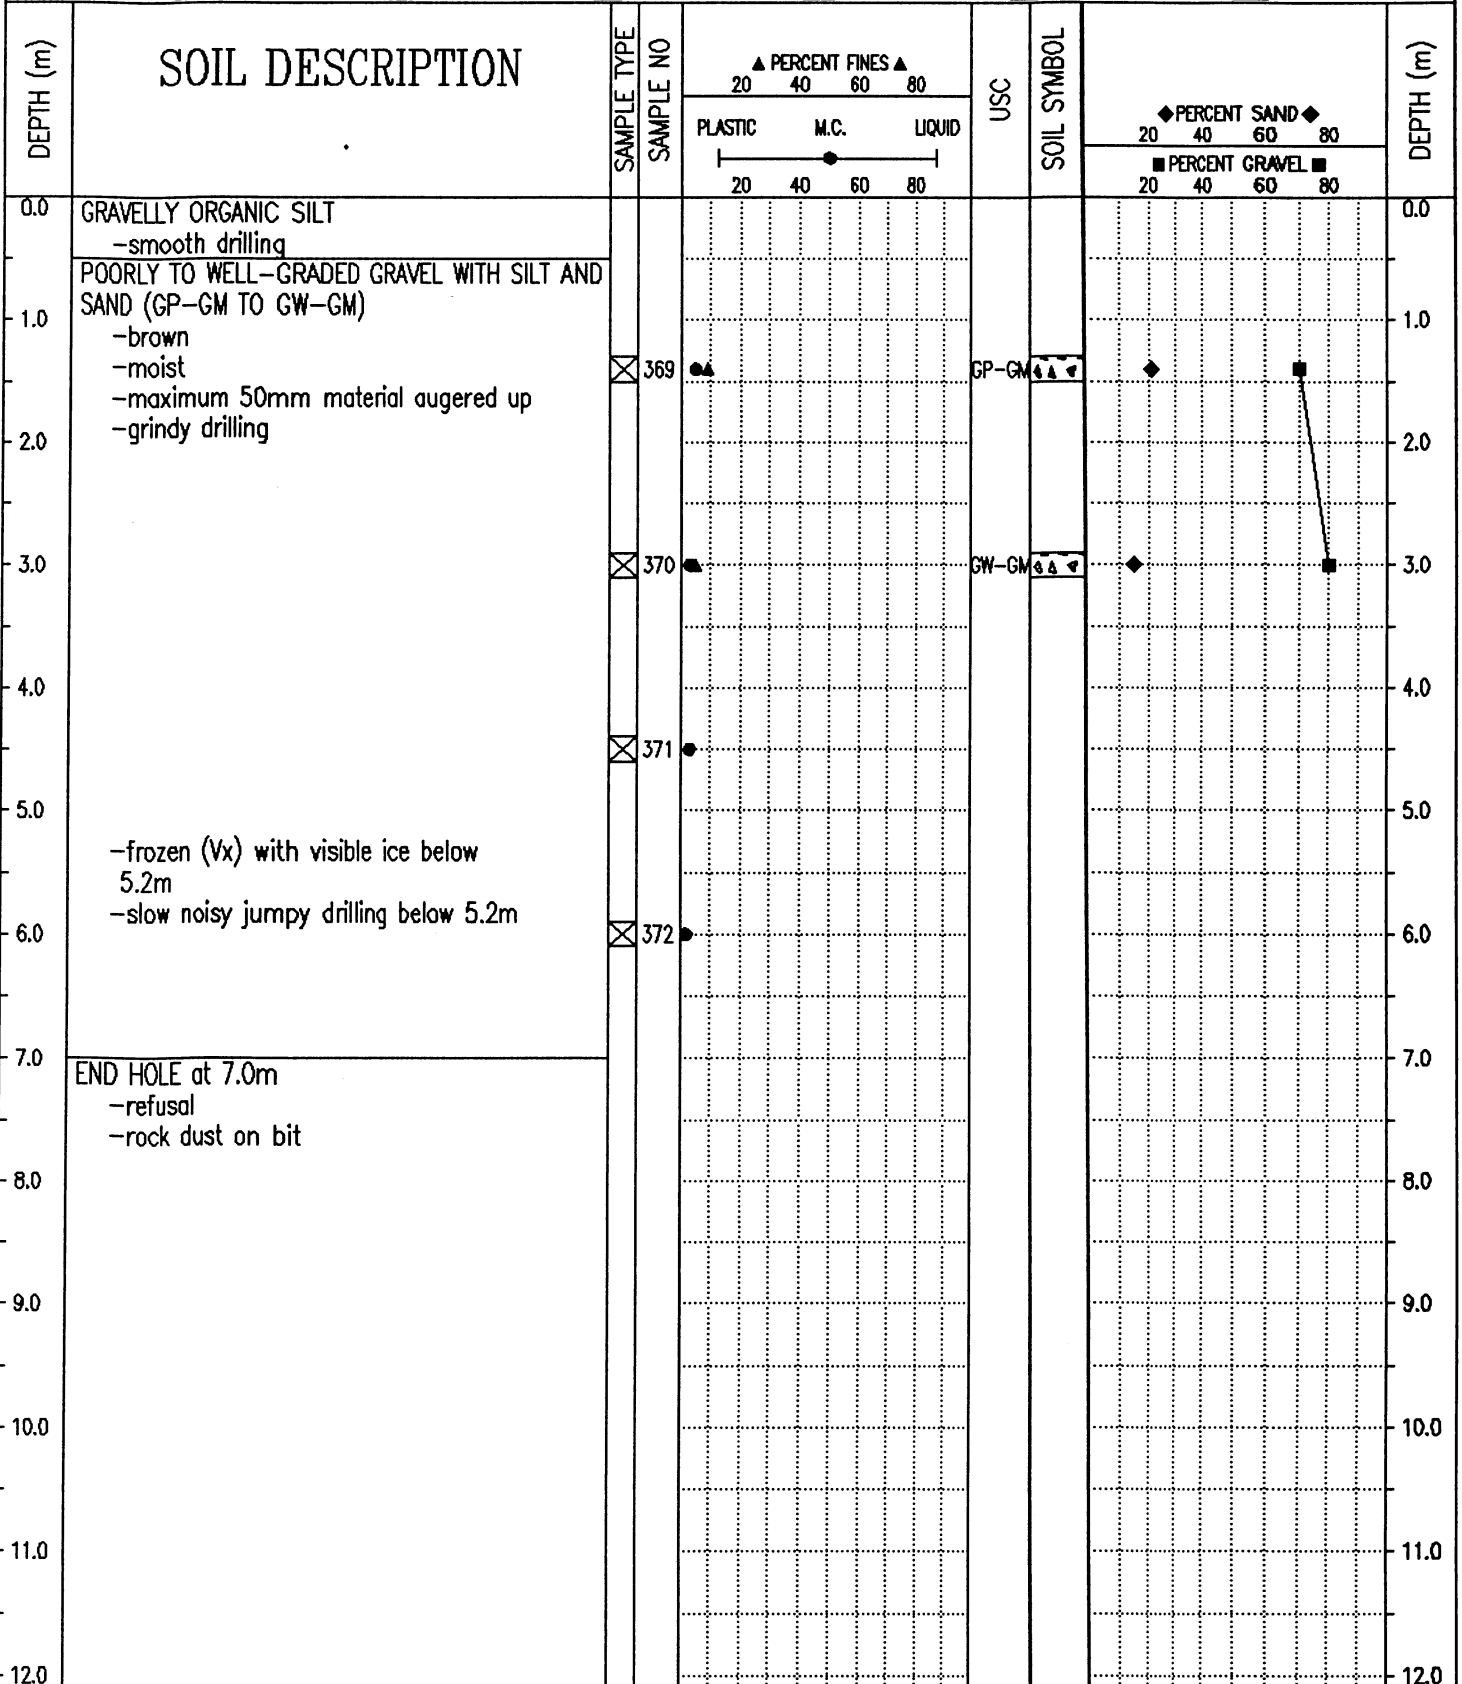 DEPTH (m)
SOIL DESCRIPTION
SAMPLE TYPE
SAMPLE NO
▲ PERCENT FINES ▲
20 40 60 80
PLASTIC M.C. LIQUID
20 40 60 80
USC
SOIL SYMBOL
◆PERCENT SAND◆
20 40 60 80
■PERCENT GRAVEL■
20 40 60 80
DEPTH (m)
0.0 GRAVELLY ORGANIC SILT 0.0
-smooth drilling
POORLY TO WELL-GRADED GRAVEL WITH SILT AND
SAND (GP-GM TO GW-GM)
1.0 1.0
-brown
-moist 369 GP-GM
-maximum 50mm material augered up
-grindy drilling
2.0 2.0
3.0 370 GW-GM 3.0
4.0 4.0
371
5.0 5.0
-frozen (Vx) with visible ice below
5.2m
-slow noisy jumpy drilling below 5.2m
6.0 372 6.0
7.0 7.0
END HOLE at 7.0m
-refusal
-rock dust on bit
8.0 8.0
9.0 9.0
10.0 10.0
11.0 11.0
12.0 12.0